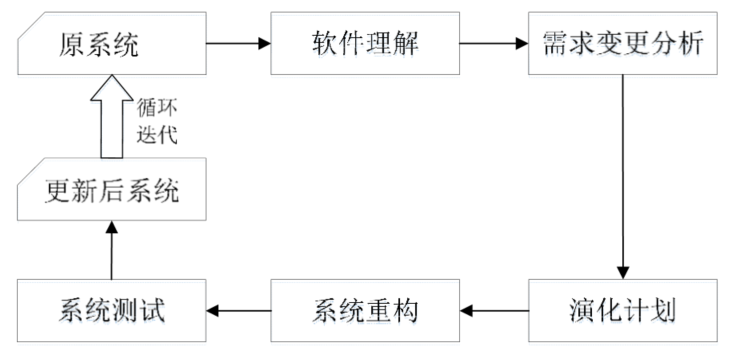 原系统
软件理解
需求变更分析
循环
迭代
更新后系统
系统测试
系统重构
演化计划